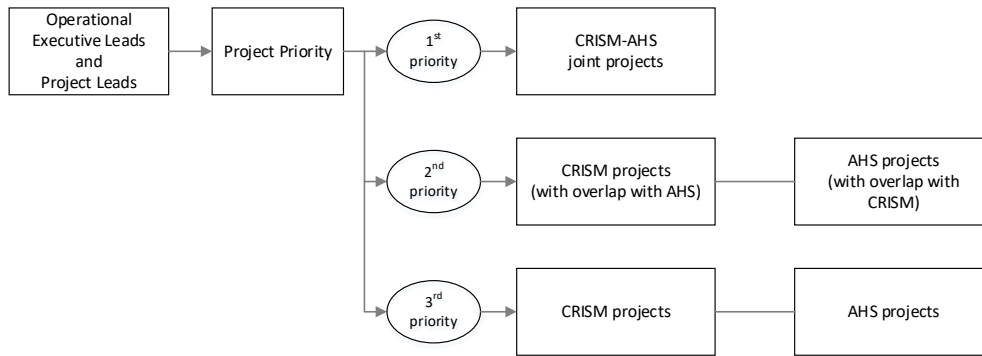 Operational
Executive Leads
and
Project Leads
Project Priority
1st
priority
CRISM-AHS
joint projects
2nd
priority
CRISM projects
(with overlap with AHS)
AHS projects
(with overlap with
CRISM)
3rd
priority
CRISM projects
AHS projects